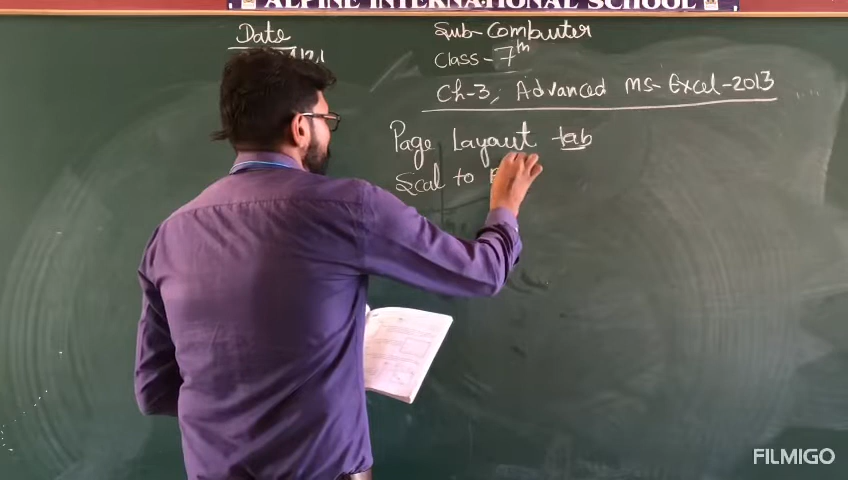 ALPINE INTERNATIONAL SCHOOL
Date
Sub- Computer
Class - 7th
Ch-3, Advanced Ms- Excel-2013
Page Layout tab
Scal to
FILMIGO